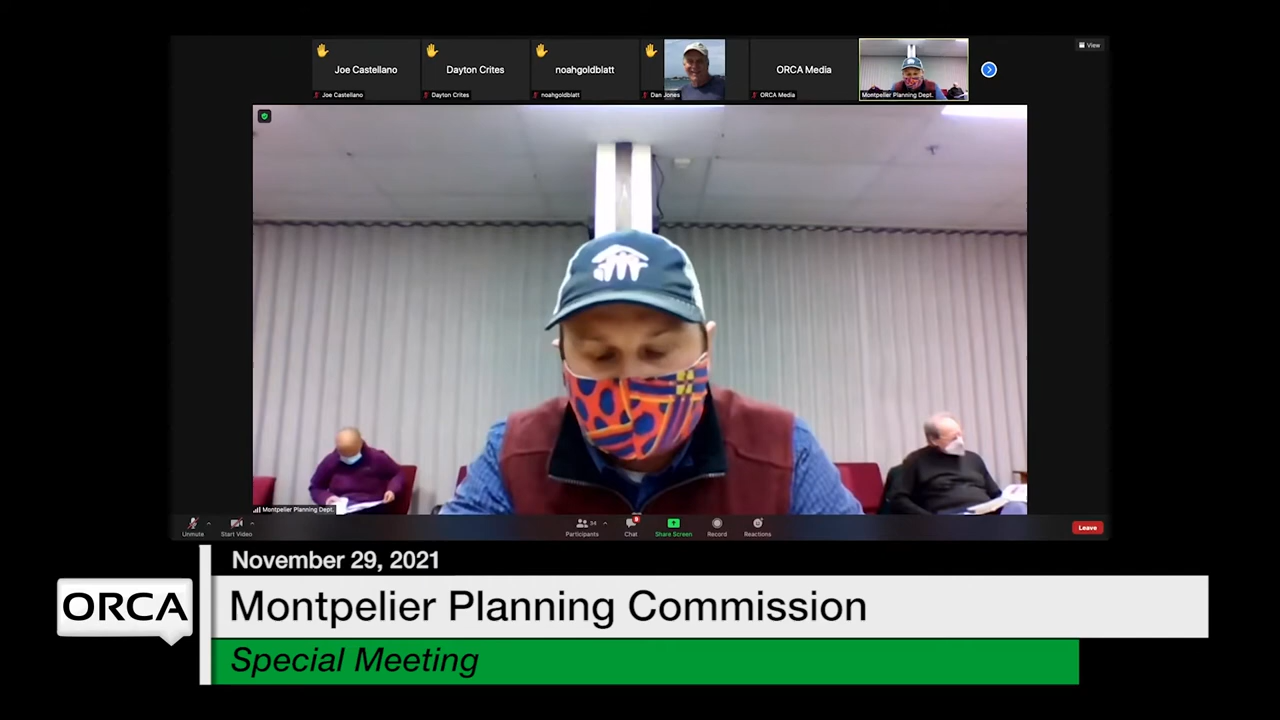 View
Joe Castellano
Dayton Crites
noahgoldblatt
ORCA Media
Joe Castellano
Dayton Crites
noahgoldblatt
Dan Jones
ORCA Media
Montpelier Planning Dept.
Montpelier Planning Dept.
Unmute
Start Video
34
Participants
8
Chat
Share Screen
Record
Reactions
Leave
November 29, 2021
ORCA
Montpelier Planning Commission
Special Meeting